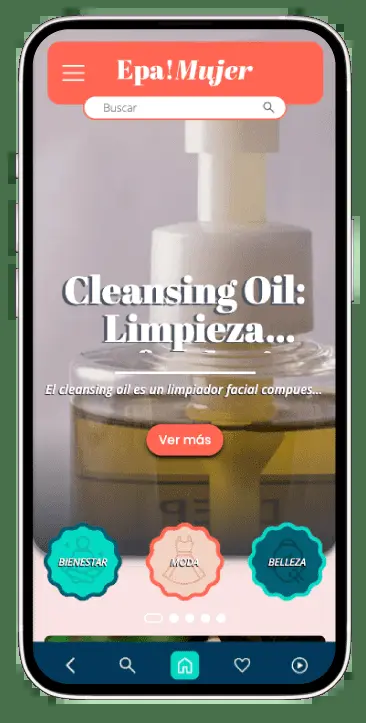 Epa!Mujer
Buscar
Cleansing Oil:
Limpieza...
El cleansing oil es un limpiador facial compues...
Ver más
BIENESTAR
MODA
BELLEZA